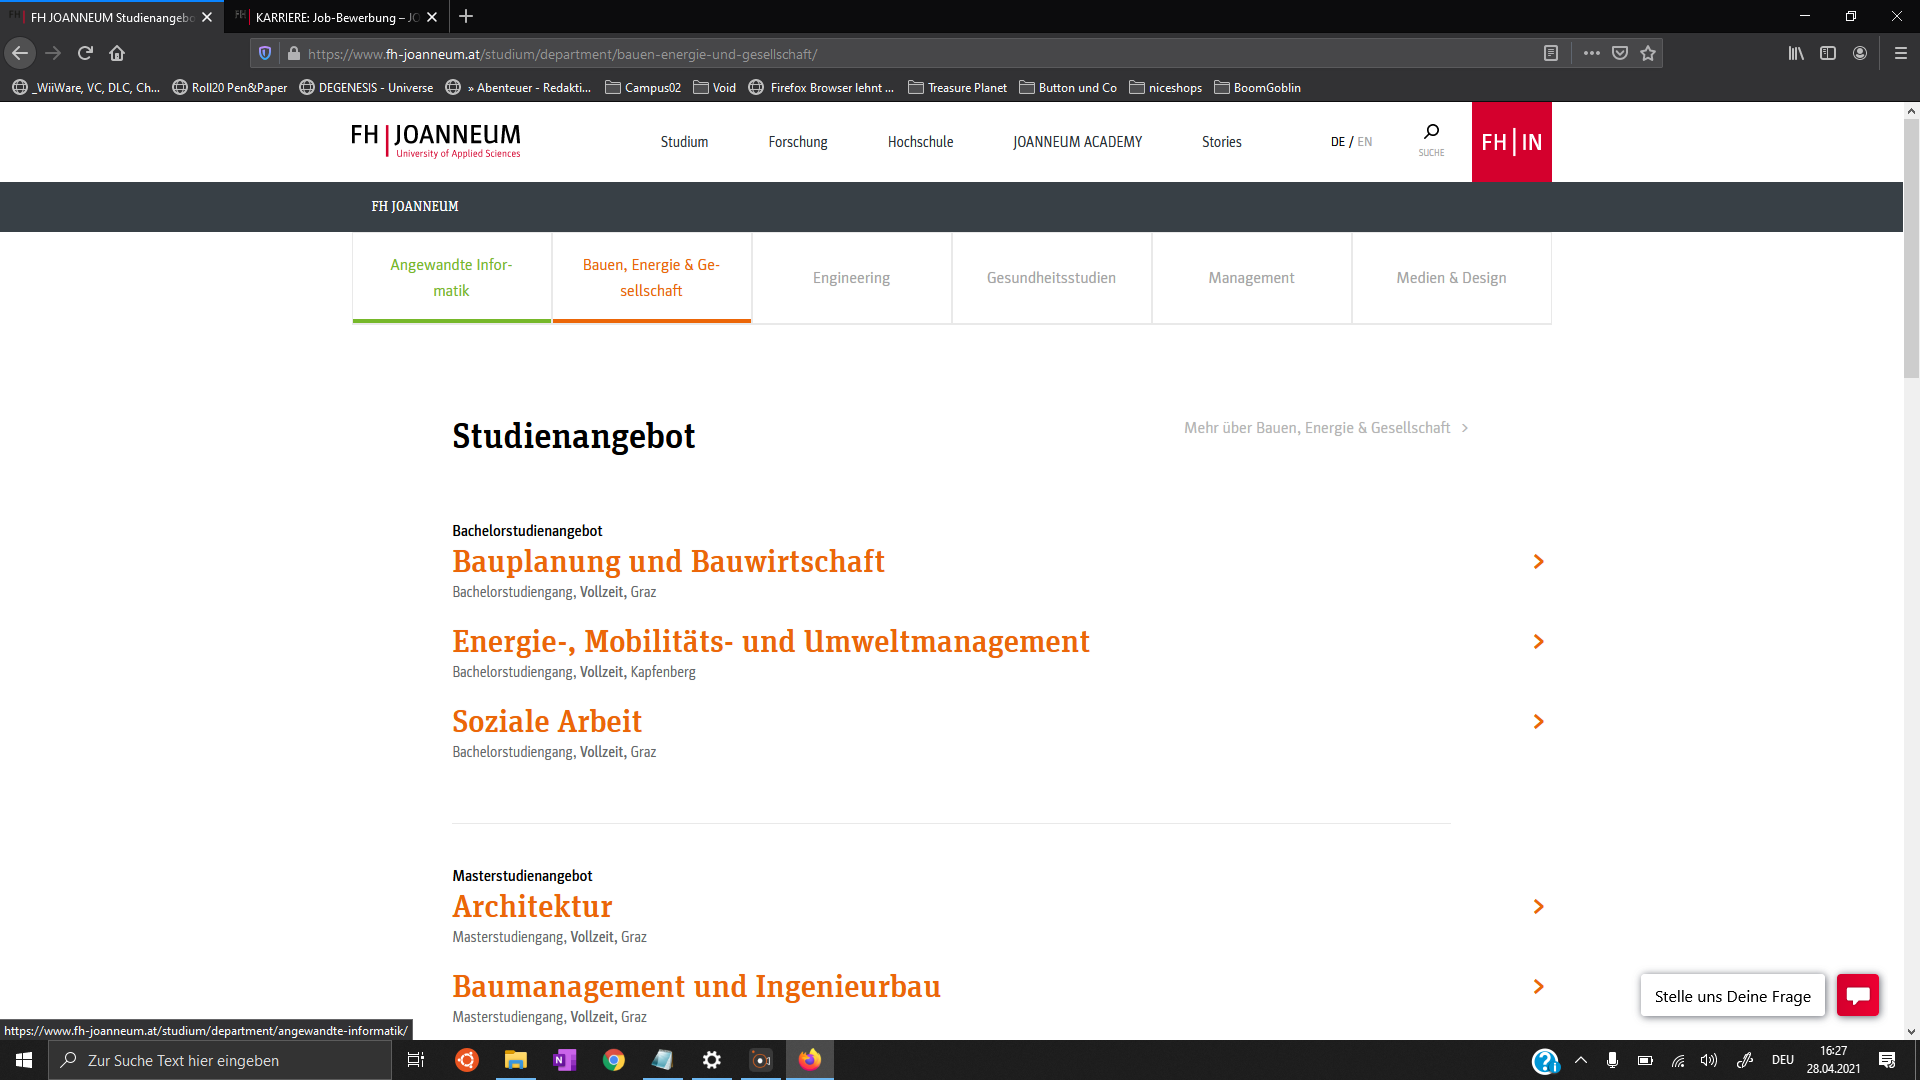 FH JOANNEUM Studienangebo
KARRIERE: Job-Bewerbung – JO
https://www.fh-joanneum.at/studium/department/bauen-energie-und-gesellschaft/
_WiiWare, VC, DLC, Ch...
Roll20 Pen&Paper
DEGENESIS - Universe
» Abenteuer - Redakti...
Campus02
Void
Firefox Browser lehnt ...
Treasure Planet
Button und Co
niceshops
BoomGoblin
FH | JOANNEUM
University of Applied Sciences
Studium
Forschung
Hochschule
JOANNEUM ACADEMY
Stories
DE / EN
SUCHE
FH | IN
FH JOANNEUM
Angewandte Infor-
matik
Bauen, Energie & Ge-
sellschaft
Engineering
Gesundheitsstudien
Management
Medien & Design
Studienangebot
Mehr über Bauen, Energie & Gesellschaft
Bachelorstudienangebot
Bauplanung und Bauwirtschaft
Bachelorstudiengang, Vollzeit, Graz
Energie-, Mobilitäts- und Umweltmanagement
Bachelorstudiengang, Vollzeit, Kapfenberg
Soziale Arbeit
Bachelorstudiengang, Vollzeit, Graz
Masterstudienangebot
Architektur
Masterstudiengang, Vollzeit, Graz
Baumanagement und Ingenieurbau
Masterstudiengang, Vollzeit, Graz
Stelle uns Deine Frage
https://www.fh-joanneum.at/studium/department/angewandte-informatik/
Zur Suche Text hier eingeben
DEU
16:27
28.04.2021